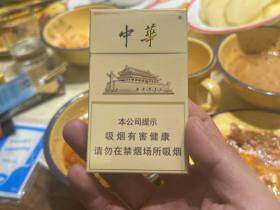 中华
本公司提示
吸烟有害健康
请勿在禁烟场所吸烟